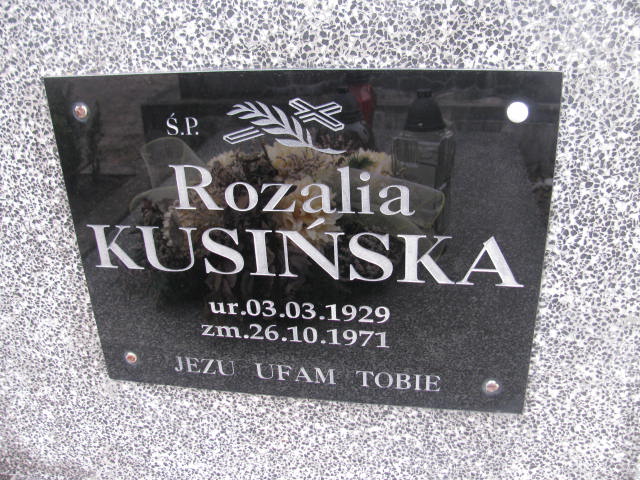 Ś.P.
Rozalia
KUSIŃSKA
ur.03.03.1929
zm.26.10.1971
JEZU UFAM TOBIE